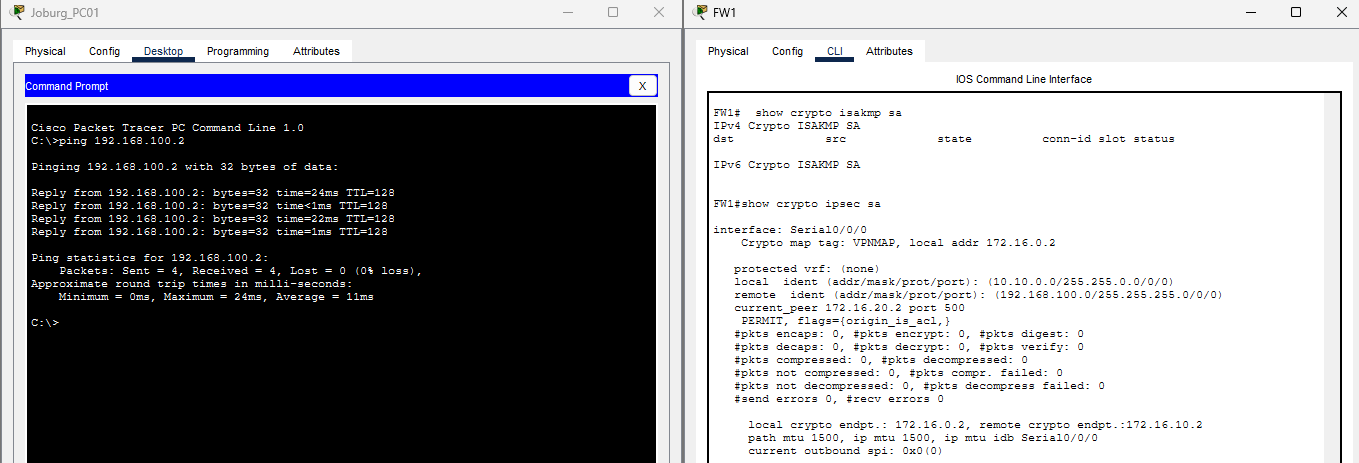 Joburg_PC01
Physical Config Desktop Programming Attributes
Command Prompt X
Cisco Packet Tracer PC Command Line 1.0
C:\>ping 192.168.100.2
Pinging 192.168.100.2 with 32 bytes of data:
Reply from 192.168.100.2: bytes=32 time=24ms TTL=128
Reply from 192.168.100.2: bytes=32 time<1ms TTL=128
Reply from 192.168.100.2: bytes=32 time=22ms TTL=128
Reply from 192.168.100.2: bytes=32 time=1ms TTL=128
Ping statistics for 192.168.100.2:
Packets: Sent = 4, Received = 4, Lost = 0 (0% loss),
Approximate round trip times in milli-seconds:
Minimum = 0ms, Maximum = 24ms, Average = 11ms
C:\>
FW1
Physical Config CLI Attributes
IOS Command Line Interface
FW1#  show crypto isakmp sa
IPv4 Crypto ISAKMP SA
dst src state conn-id slot status
IPv6 Crypto ISAKMP SA
FW1#show crypto ipsec sa
interface: Serial0/0/0
Crypto map tag: VPNMAP, local addr 172.16.0.2
protected vrf: (none)
local  ident (addr/mask/prot/port): (10.10.0.0/255.255.0.0/0/0)
remote  ident (addr/mask/prot/port): (192.168.100.0/255.255.255.0/0/0)
current_peer 172.16.20.2 port 500
PERMIT, flags={origin_is_acl,}
#pkts encaps: 0, #pkts encrypt: 0, #pkts digest: 0
#pkts decaps: 0, #pkts decrypt: 0, #pkts verify: 0
#pkts compressed: 0, #pkts decompressed: 0
#pkts not compressed: 0, #pkts compr. failed: 0
#pkts not decompressed: 0, #pkts decompress failed: 0
#send errors 0, #recv errors 0
local crypto endpt.: 172.16.0.2, remote crypto endpt.:172.16.10.2
path mtu 1500, ip mtu 1500, ip mtu idb Serial0/0/0
current outbound spi: 0x0(0)